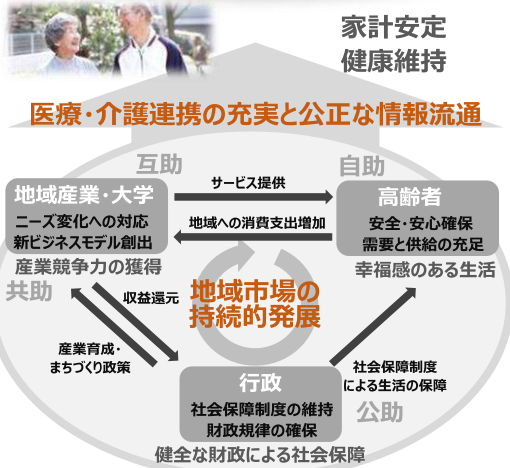 家計安定
健康維持
医療・介護連携の充実と公正な情報流通
互助
自助
地域産業・大学
ニーズ変化への対応
新ビジネスモデル創出
産業競争力の獲得
サービス提供
地域への消費支出増加
高齢者
安全・安心確保
需要と供給の充足
幸福感のある生活
共助
収益還元
地域市場の
持続的発展
産業育成・
まちづくり政策
社会保障制度
による生活の保障
行政
社会保障制度の維持
財政規律の確保
公助
健全な財政による社会保障